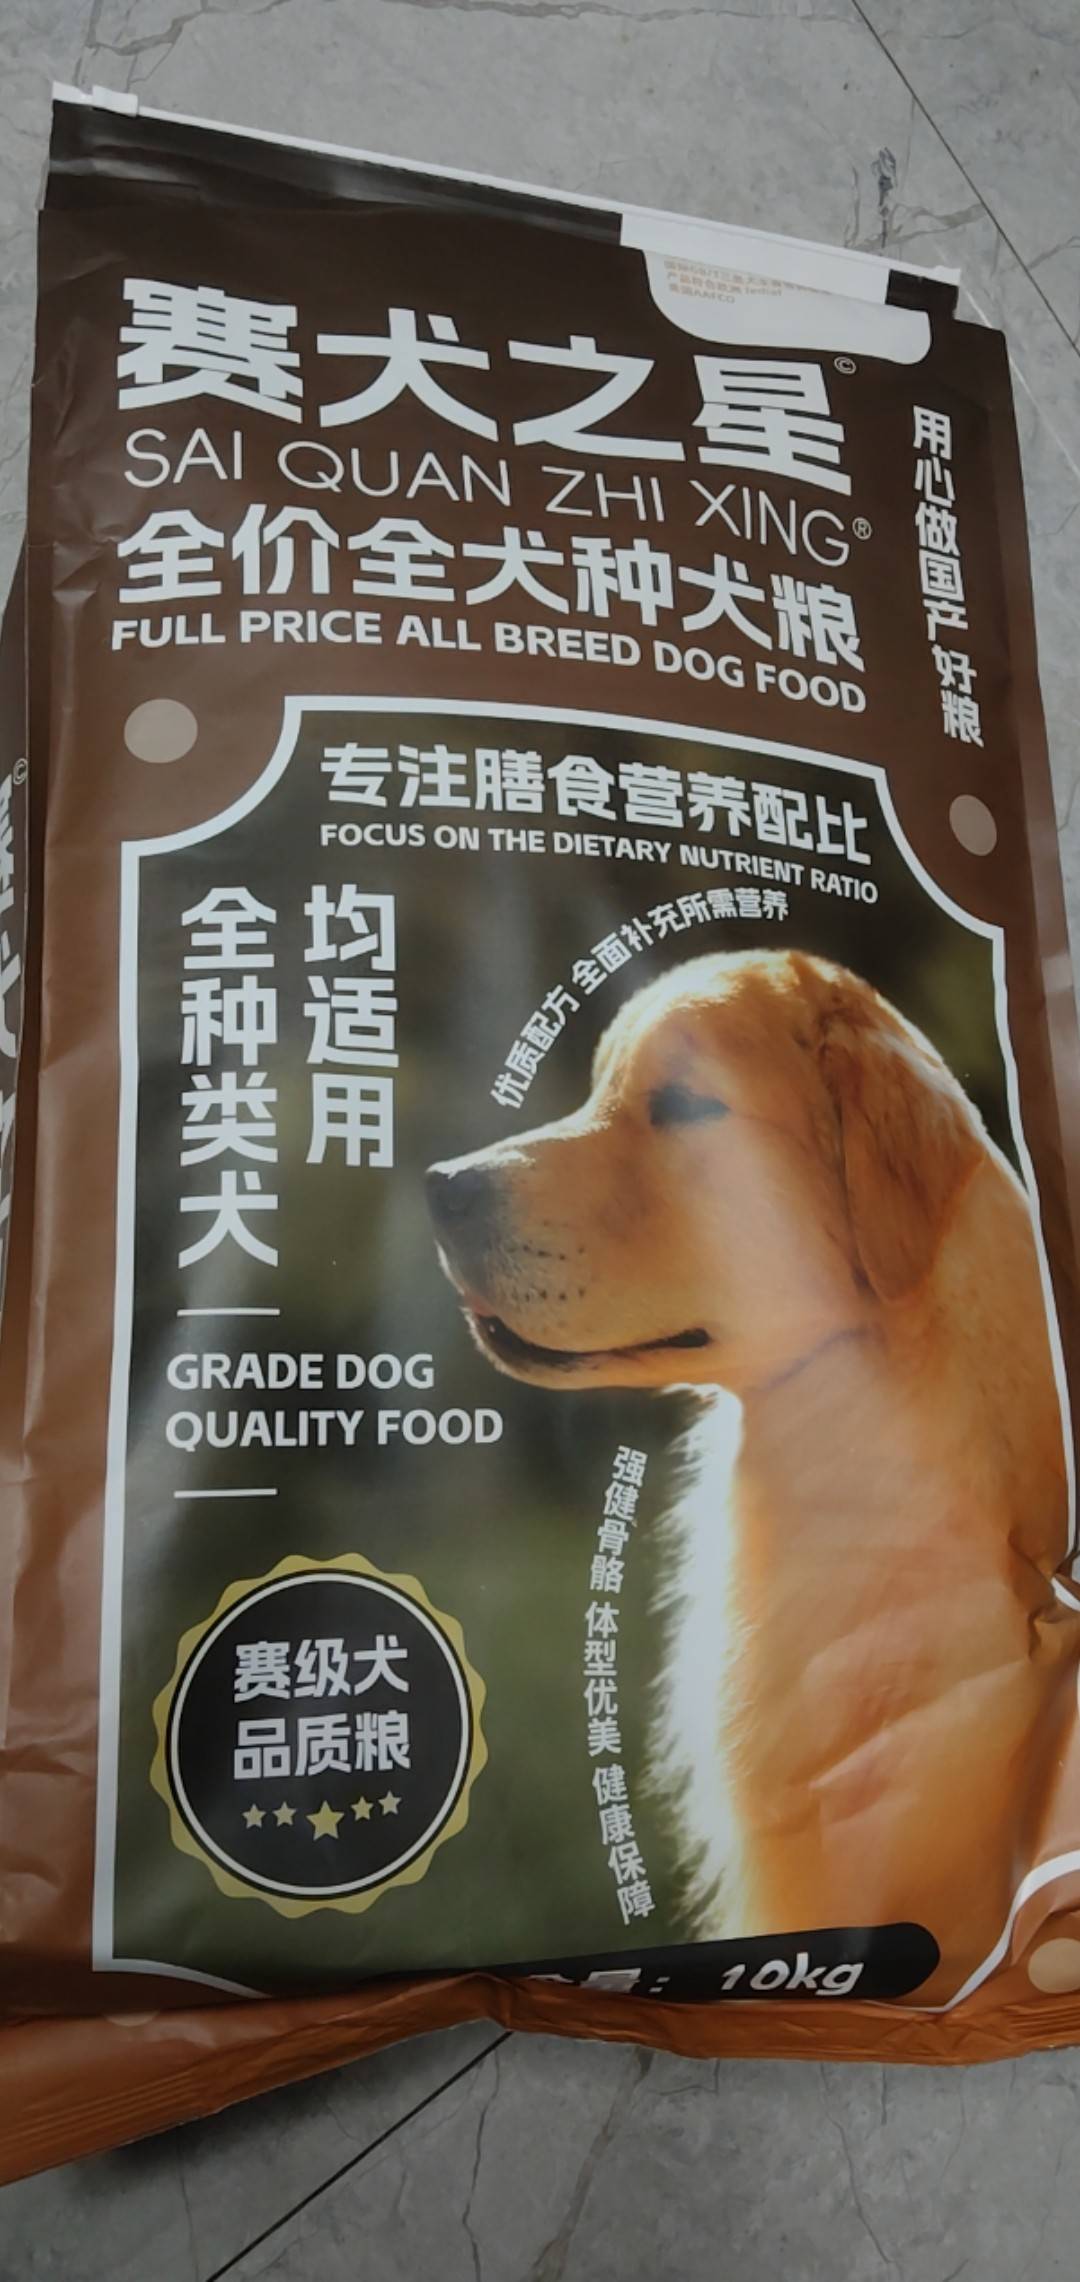 赛犬之星©
SAI QUAN ZHI XING®
全价全犬种犬粮
FULL PRICE ALL BREED DOG FOOD
用心做国产好粮
专注膳食营养配比
FOCUS ON THE DIETARY NUTRIENT RATIO
优质配方 全面补充所需营养
全种类犬
均适用
GRADE DOG
QUALITY FOOD
强健骨骼 体型优美 健康保障
赛级犬
品质粮
量：10kg